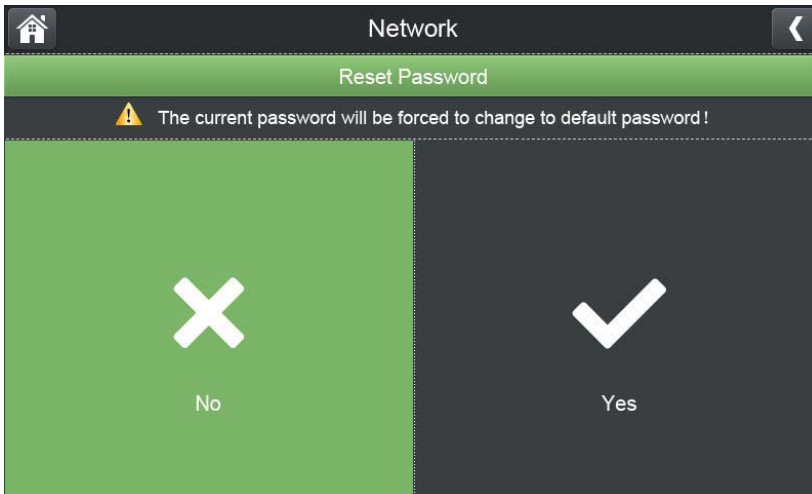 Network
Reset Password
The current password will be forced to change to default password!
No
Yes